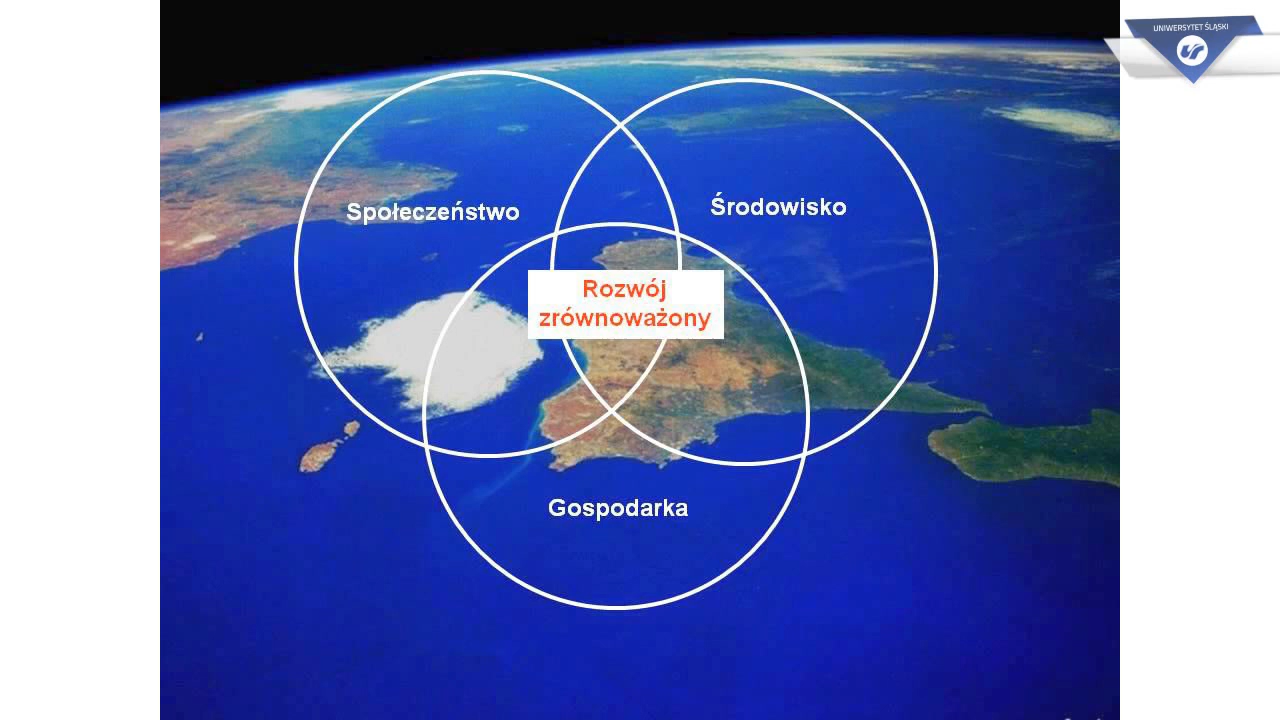 UNIWERSYTET ŚLĄSKI
Społeczeństwo
Środowisko
Rozwój
zrównoważony
Gospodarka